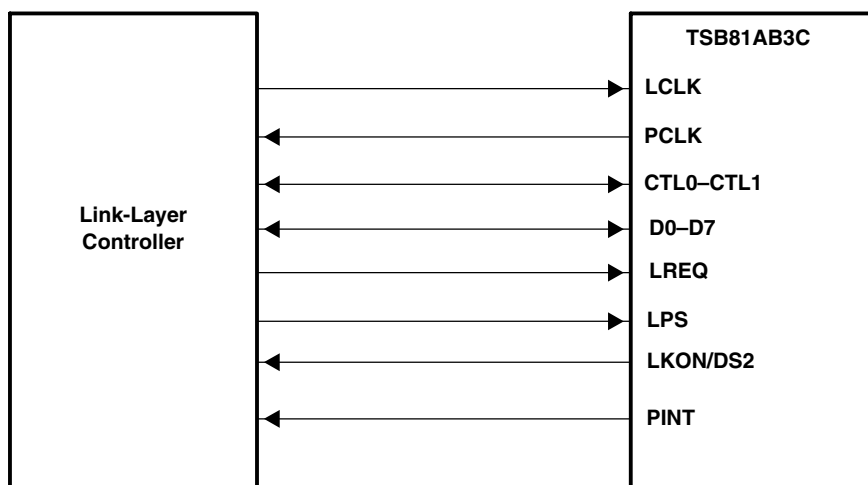 TSB81AB3C
LCLK
PCLK
CTL0–CTL1
Link-Layer
Controller
D0–D7
LREQ
LPS
LKON/DS2
PINT